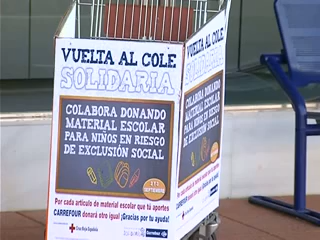 VUELTA AL COLE
SOLIDARIA
COLABORA DONANDO
MATERIAL ESCOLAR
PARA NIÑOS EN RIESGO
DE EXCLUSIÓN SOCIAL
SEPTIEMBRE
Por cada artículo de material escolar que tú aportes
CARREFOUR donará otro igual ¡Gracias por tu ayuda!
Cruz Roja Española
Carrefour
VUELTA AL COLE
SOLIDARIA
COLABORA DONANDO
MATERIAL ESCOLAR
PARA NIÑOS EN RIESGO
DE EXCLUSIÓN SOCIAL